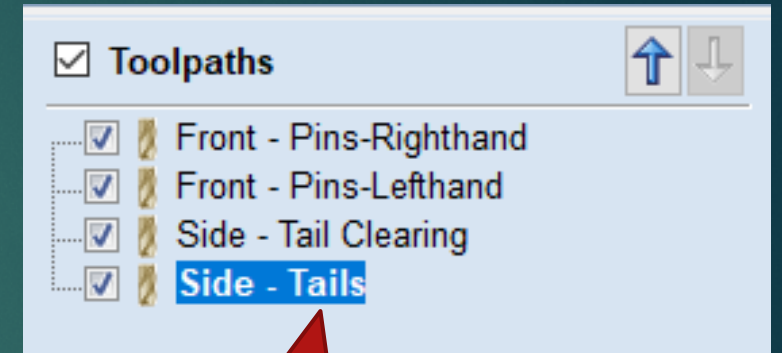 Toolpaths
Front - Pins-Righthand
Front - Pins-Lefthand
Side - Tail Clearing
Side - Tails